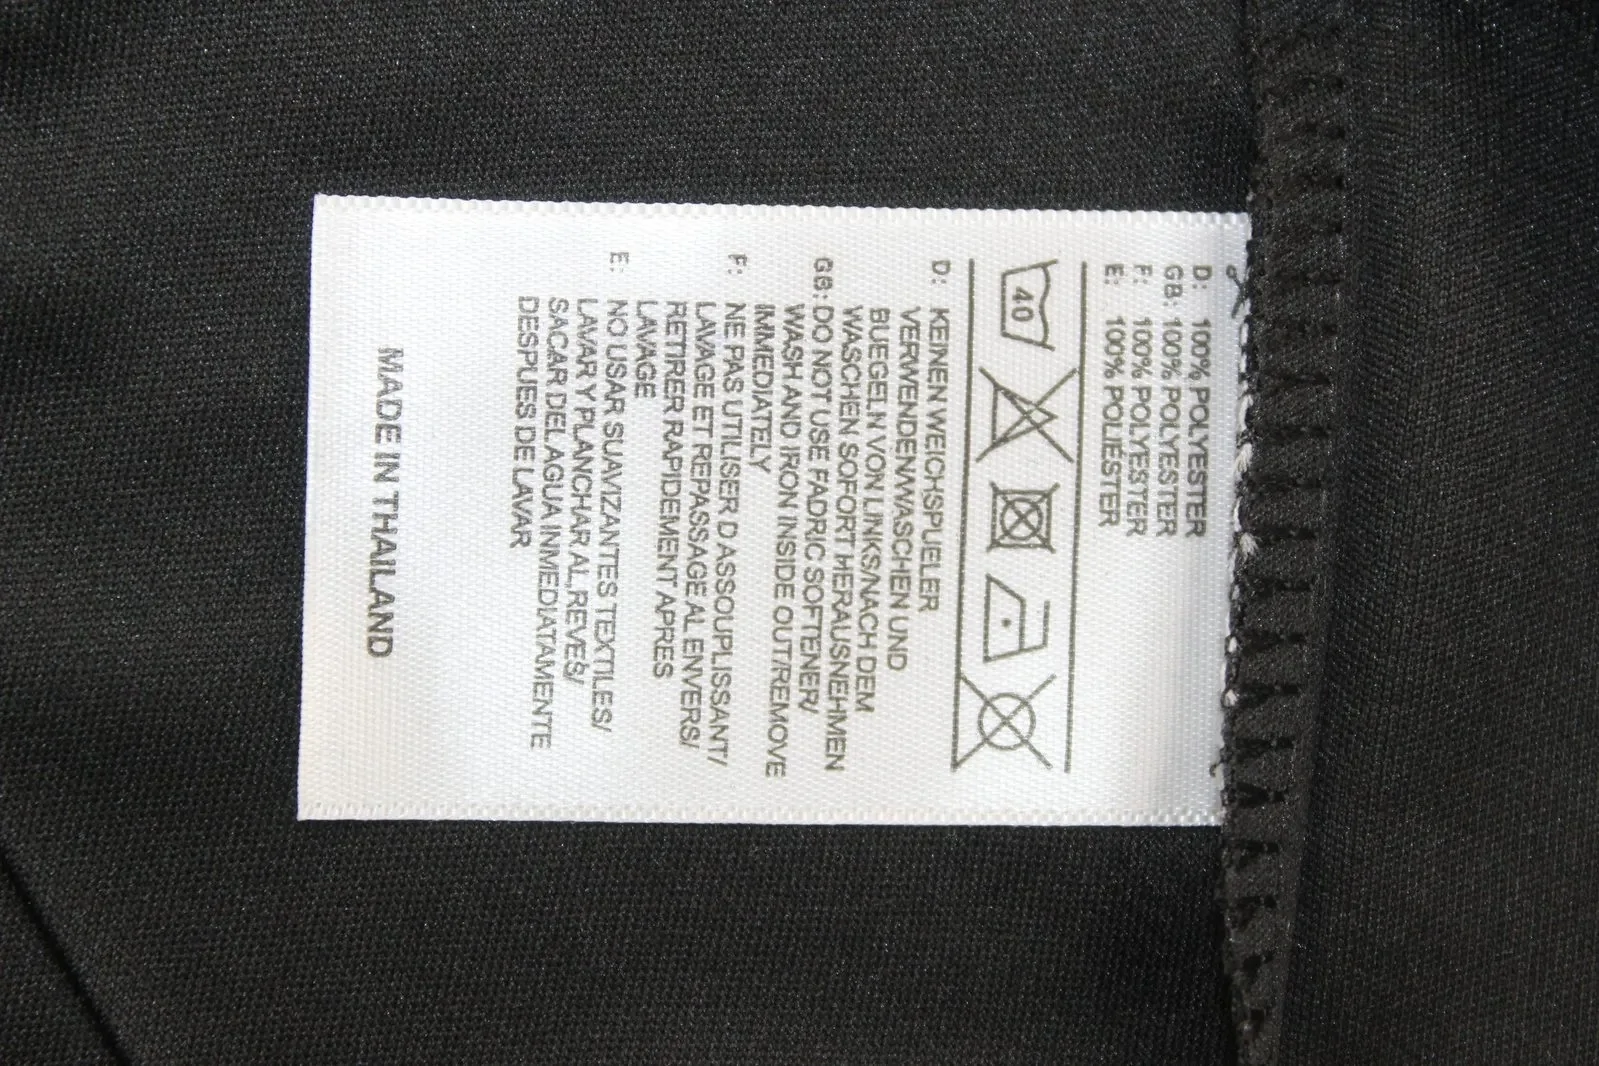 D: 100% POLYESTER
GB: 100% POLYESTER
F: 100% POLYESTER
E: 100% POLIÉSTER
40
D: KEINEN WEICHSPLIELER
VERWENDEN/WASCHEN UND
BUEGELN VON LINKS/NACH DEM
WASCHEN SOFORT HERAUSNEHMEN
GB: DO NOT USE FADRIC SOFTENER/
WASH AND IRON INSIDE OUT/REMOVE
IMMEDIATELY
F: NE PAS UTILISER D ASSOUPLISSANT/
LAVAGE ET REPASSAGE AL ENVERS/
RETIRER RAPIDEMENT APRES
LAVAGE
E: NO USAR SUAVIZANTES TEXTILES/
LAVAR Y PLANCHAR AL,REVES/
SACAR DEL AGUA INMEDIATAMENTE
DESPUES DE LAVAR
MADE IN THAILAND